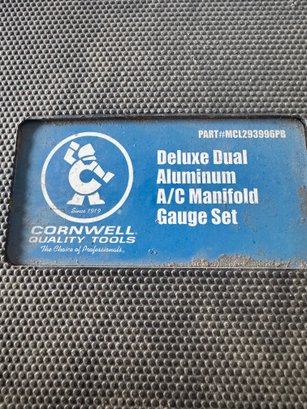 PART#MCL293996PB
Deluxe Dual
Aluminum
A/C Manifold
Gauge Set
Since 1919
CORNWELL
QUALITY TOOLS
The Choice of Professionals.